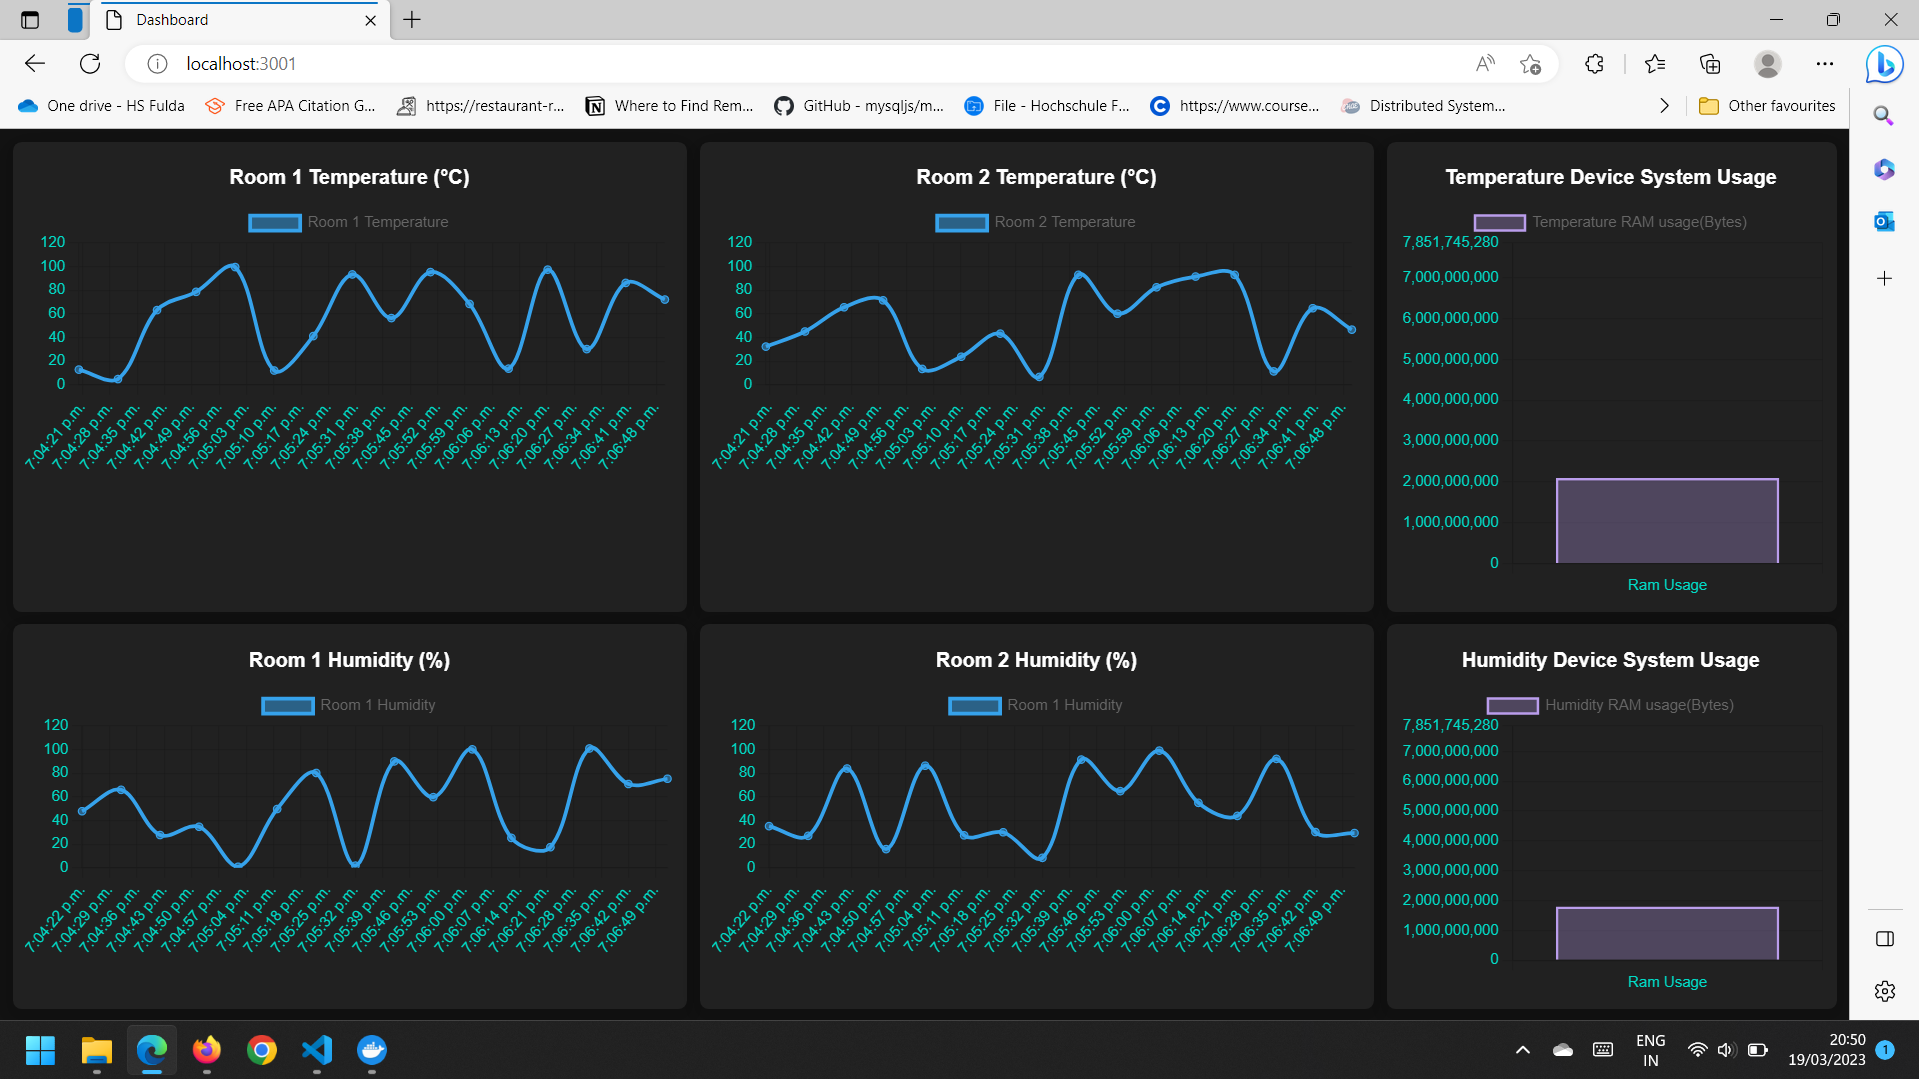 Dashboard
localhost:3001
One drive - HS Fulda
Free APA Citation G...
https://restaurant-r...
Where to Find Rem...
GitHub - mysqljs/m...
File - Hochschule F...
https://www.course...
Distributed System...
Other favourites
Room 1 Temperature (°C)
Room 1 Temperature
120
100
80
60
40
20
0
7:04:21 p.m.
7:04:28 p.m.
7:04:35 p.m.
7:04:42 p.m.
7:04:49 p.m.
7:04:56 p.m.
7:05:03 p.m.
7:05:10 p.m.
7:05:17 p.m.
7:05:24 p.m.
7:05:31 p.m.
7:05:38 p.m.
7:05:45 p.m.
7:05:52 p.m.
7:05:59 p.m.
7:06:06 p.m.
7:06:13 p.m.
7:06:20 p.m.
7:06:27 p.m.
7:06:34 p.m.
7:06:41 p.m.
7:06:48 p.m.
Room 2 Temperature (°C)
Room 2 Temperature
120
100
80
60
40
20
0
7:04:21 p.m.
7:04:28 p.m.
7:04:35 p.m.
7:04:42 p.m.
7:04:49 p.m.
7:04:56 p.m.
7:05:03 p.m.
7:05:10 p.m.
7:05:17 p.m.
7:05:24 p.m.
7:05:31 p.m.
7:05:38 p.m.
7:05:45 p.m.
7:05:52 p.m.
7:05:59 p.m.
7:06:06 p.m.
7:06:13 p.m.
7:06:20 p.m.
7:06:27 p.m.
7:06:34 p.m.
7:06:41 p.m.
7:06:48 p.m.
Temperature Device System Usage
Temperature RAM usage(Bytes)
7,851,745,280
7,000,000,000
6,000,000,000
5,000,000,000
4,000,000,000
3,000,000,000
2,000,000,000
1,000,000,000
0
Ram Usage
Room 1 Humidity (%)
Room 1 Humidity
120
100
80
60
40
20
0
7:04:22 p.m.
7:04:29 p.m.
7:04:36 p.m.
7:04:43 p.m.
7:04:50 p.m.
7:04:57 p.m.
7:05:04 p.m.
7:05:11 p.m.
7:05:18 p.m.
7:05:25 p.m.
7:05:32 p.m.
7:05:39 p.m.
7:05:46 p.m.
7:05:53 p.m.
7:06:00 p.m.
7:06:07 p.m.
7:06:14 p.m.
7:06:21 p.m.
7:06:28 p.m.
7:06:35 p.m.
7:06:42 p.m.
7:06:49 p.m.
Room 2 Humidity (%)
Room 1 Humidity
120
100
80
60
40
20
0
7:04:22 p.m.
7:04:29 p.m.
7:04:36 p.m.
7:04:43 p.m.
7:04:50 p.m.
7:04:57 p.m.
7:05:04 p.m.
7:05:11 p.m.
7:05:18 p.m.
7:05:25 p.m.
7:05:32 p.m.
7:05:39 p.m.
7:05:46 p.m.
7:05:53 p.m.
7:06:00 p.m.
7:06:07 p.m.
7:06:14 p.m.
7:06:21 p.m.
7:06:28 p.m.
7:06:35 p.m.
7:06:42 p.m.
7:06:49 p.m.
Humidity Device System Usage
Humidity RAM usage(Bytes)
7,851,745,280
7,000,000,000
6,000,000,000
5,000,000,000
4,000,000,000
3,000,000,000
2,000,000,000
1,000,000,000
0
Ram Usage
ENG
IN
20:50
19/03/2023
1